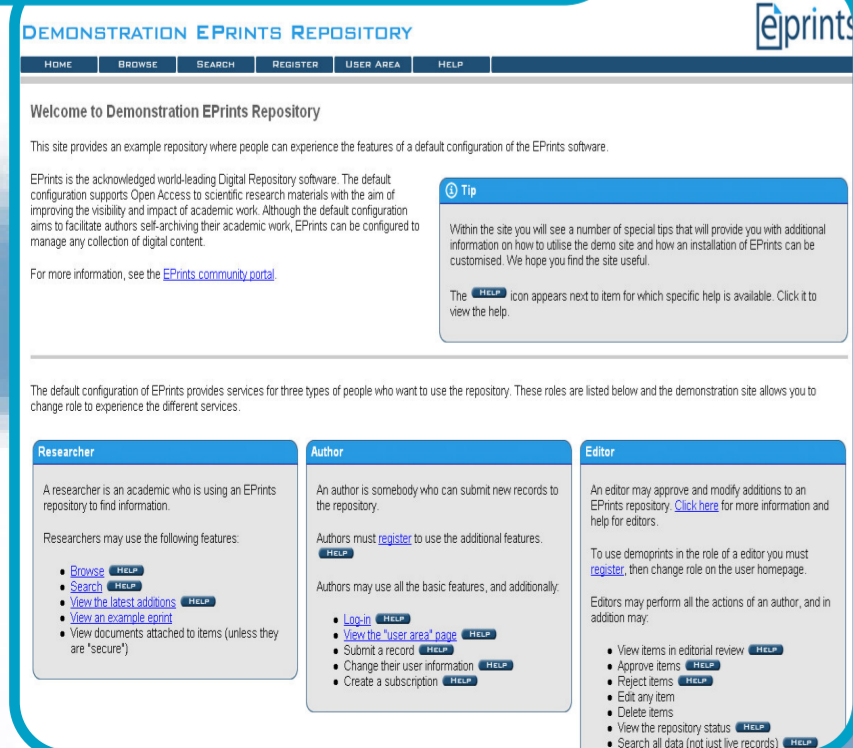 DEMONSTRATION EPRINTS REPOSITORY
eprints
HOME BROWSE SEARCH REGISTER USER AREA HELP
Welcome to Demonstration EPrints Repository
This site provides an example repository where people can experience the features of a default configuration of the EPrints software.
EPrints is the acknowledged world-leading Digital Repository software. The default
configuration supports Open Access to scientific research materials with the aim of
improving the visibility and impact of academic work. Although the default configuration
aims to facilitate authors self-archiving their academic work, EPrints can be configured to
manage any collection of digital content.
For more information, see the EPrints community portal.
Tip
Within the site you will see a number of special tips that will provide you with additional
information on how to utilise the demo site and how an installation of EPrints can be
customised. We hope you find the site useful.
The HELP icon appears next to item for which specific help is available. Click it to
view the help.
The default configuration of EPrints provides services for three types of people who want to use the repository. These roles are listed below and the demonstration site allows you to
change role to experience the different services.
Researcher
A researcher is an academic who is using an EPrints
repository to find information.
Researchers may use the following features:
Browse HELP
Search HELP
View the latest additions HELP
View an example eprint
View documents attached to items (unless they
are "secure")
Author
An author is somebody who can submit new records to
the repository.
Authors must register to use the additional features.
HELP
Authors may use all the basic features, and additionally:
Log-in HELP
View the "user area" page HELP
Submit a record HELP
Change their user information HELP
Create a subscription HELP
Editor
An editor may approve and modify additions to an
EPrints repository. Click here for more information and
help for editors.
To use demoprints in the role of a editor you must
register, then change role on the user homepage.
Editors may perform all the actions of an author, and in
addition may:
View items in editorial review HELP
Approve items HELP
Reject items HELP
Edit any item
Delete items
View the repository status HELP
Search all data (not just live records) HELP